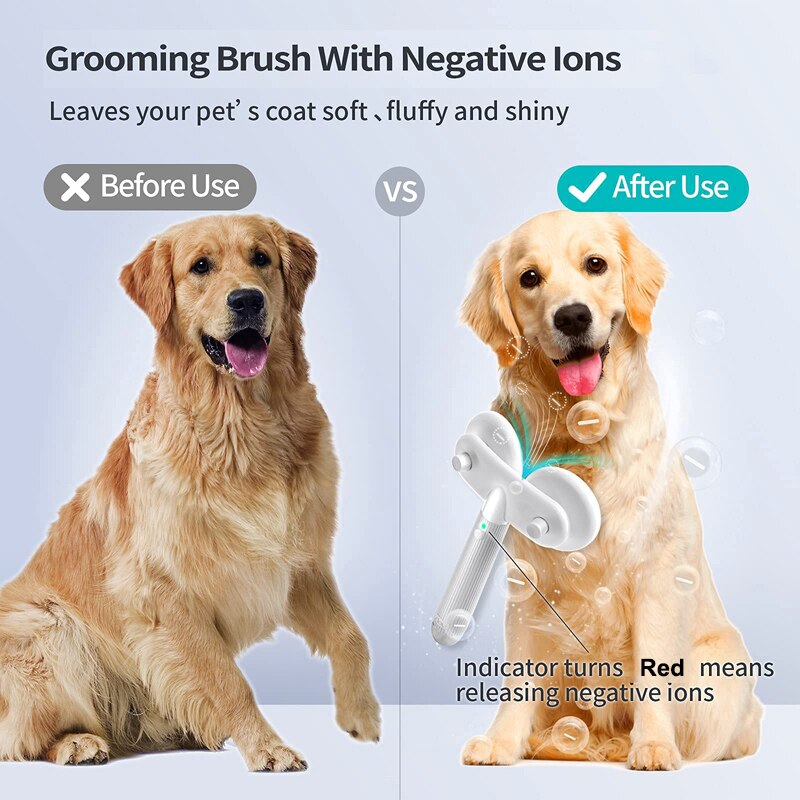 Grooming Brush With Negative Ions
Leaves your pet’s coat soft、fluffy and shiny
Before Use
VS
After Use
Indicator turns Red means
releasing negative ions